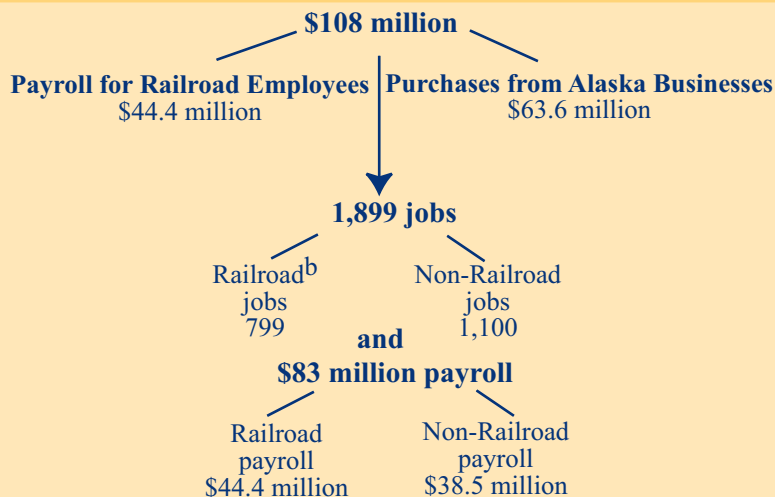 $108 million
Payroll for Railroad Employees
$44.4 million
Purchases from Alaska Businesses
$63.6 million
1,899 jobs
Railroadb
jobs
799
Non-Railroad
jobs
1,100
and
$83 million payroll
Railroad
payroll
$44.4 million
Non-Railroad
payroll
$38.5 million